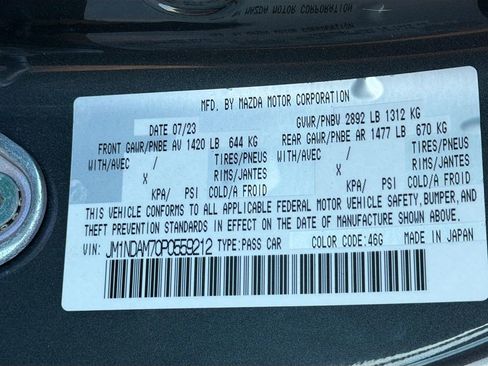 MAZDA MOTOR CORPORATION
MFD. BY MAZDA MOTOR CORPORATION
DATE 07/23 GVWR/PNBV 2892 LB 1312 KG
FRONT GAWR/PNBE AV 1420 LB 644 KG REAR GAWR/PNBE AR 1477 LB 670 KG
WITH/AVEC / TIRES/PNEUS WITH/AVEC / TIRES/PNEUS
X RIMS/JANTES X RIMS/JANTES
KPA/ PSI COLD/A FROID KPA/ PSI COLD/A FROID
THIS VEHICLE CONFORMS TO ALL APPLICABLE FEDERAL MOTOR VEHICLE SAFETY, BUMPER, AND
THEFT PREVENTION STANDARDS IN EFFECT ON THE DATE OF MANUFACTURE SHOWN ABOVE.
VIN: JM1NDAM70P0559212 TYPE:PASS CAR COLOR CODE:46G MADE IN JAPAN